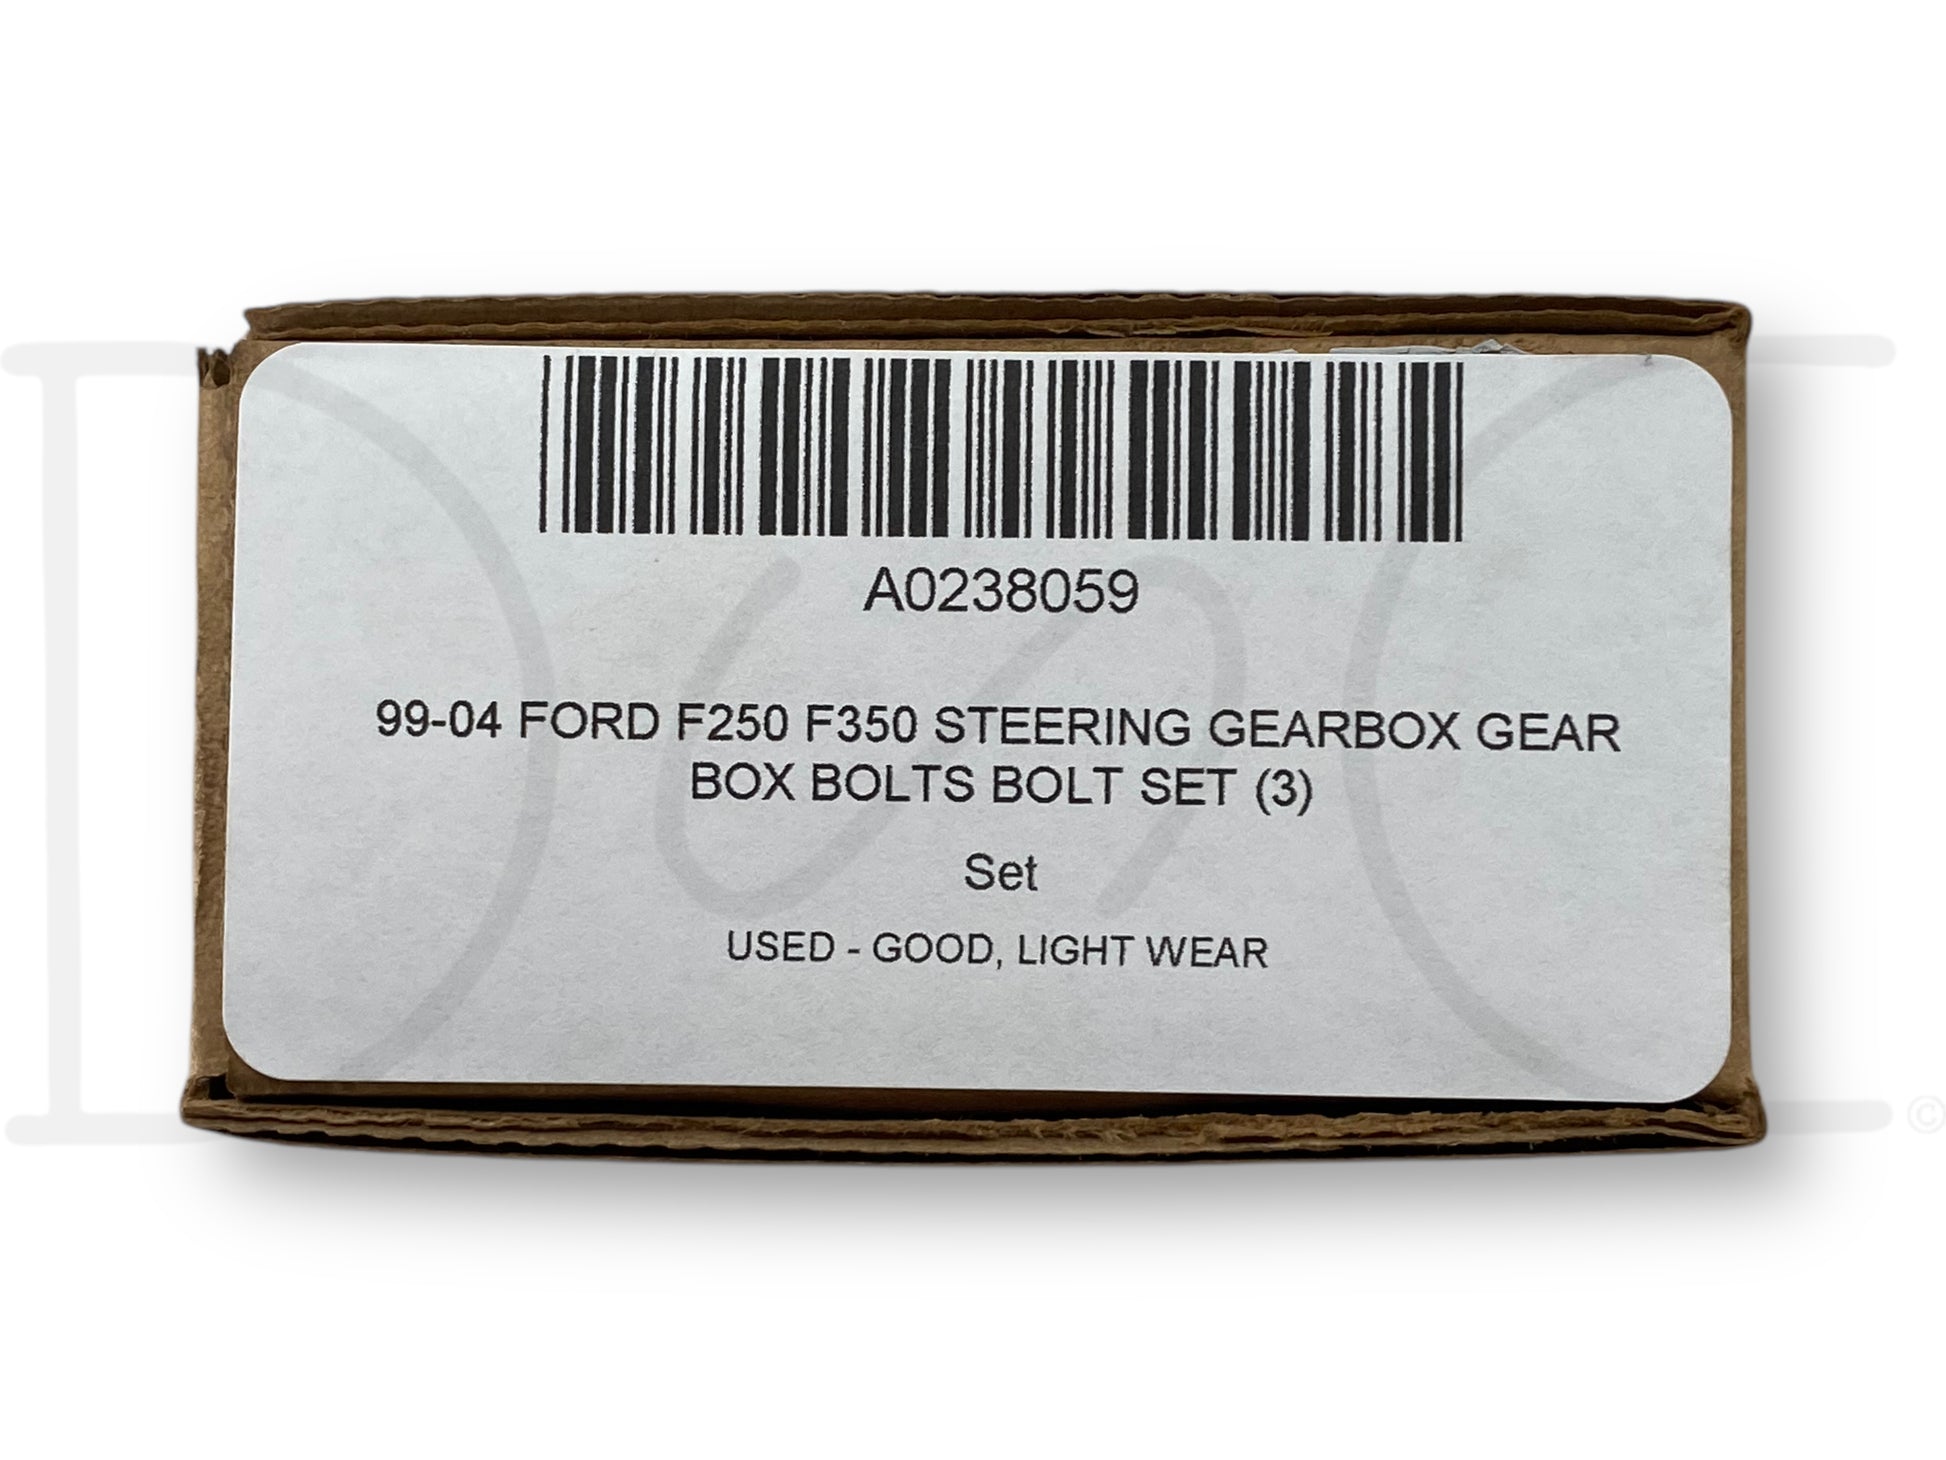 A0238059
99-04 FORD F250 F350 STEERING GEARBOX GEAR
BOX BOLTS BOLT SET (3)
Set
USED - GOOD, LIGHT WEAR
©